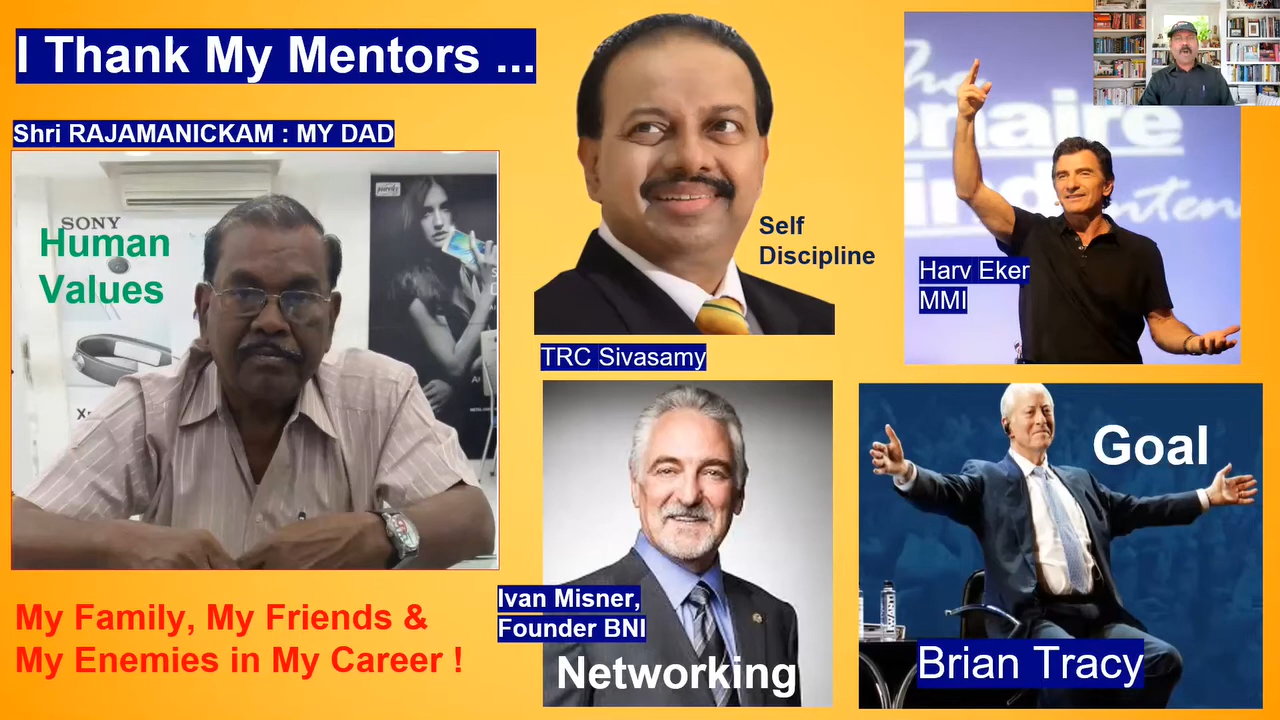 I Thank My Mentors ...
Shri RAJAMANICKAM : MY DAD
SONY
Human
Values
Self
Discipline
TRC Sivasamy
Harv Eker
MMI
Ivan Misner,
Founder BNI
Networking
Goal
Brian Tracy
My Family, My Friends &
My Enemies in My Career !